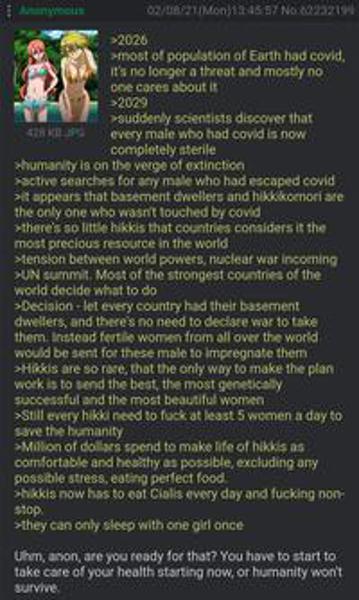 Anonymous 02/08/21(Mon)13:45:57 No.62232199
428 KB JPG
>2026
>most of population of Earth had covid,
it's no longer a threat and mostly no
one cares about it
>2029
>suddenly scientists discover that
every male who had covid is now
completely sterile
>humanity is on the verge of extinction
>active searches for any male who had escaped covid
>it appears that basement dwellers and hikkikomori are
the only one who wasn't touched by covid
>there's so little hikkis that countries considers it the
most precious resource in the world
>tension between world powers, nuclear war incoming
>UN summit. Most of the strongest countries of the
world decide what to do
>Decision - let every country had their basement
dwellers, and there's no need to declare war to take
them. Instead fertile women from all over the world
would be sent for these male to impregnate them
>Hikkis are so rare, that the only way to make the plan
work is to send the best, the most genetically
successful and the most beautiful women
>Still every hikki need to fuck at least 5 women a day to
save the humanity
>Million of dollars spend to make life of hikkis as
comfortable and healthy as possible, excluding any
possible stress, eating perfect food.
>hikkis now has to eat Cialis every day and fucking non-
stop.
>they can only sleep with one girl once
Uhm, anon, are you ready for that? You have to start to
take care of your health starting now, or humanity won't
survive.